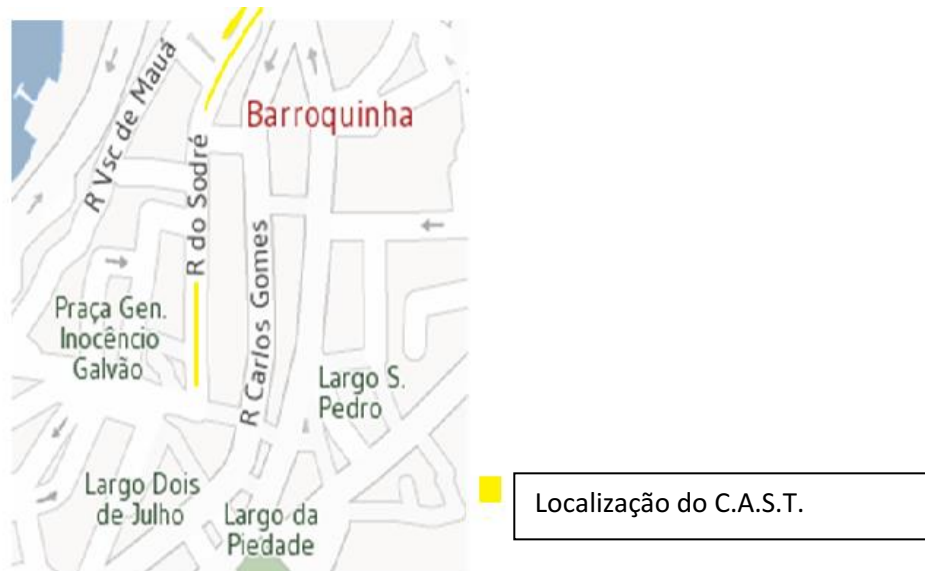 R Vsc de Mauá
Barroquinha
R do Sodré
R Carlos Gomes
Praça Gen.
Inocêncio
Galvão
Largo S.
Pedro
Largo Dois
de Julho
Largo da
Piedade
Localização do C.A.S.T.